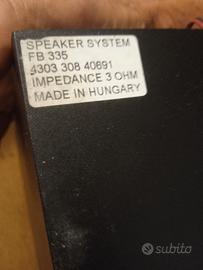 SPEAKER SYSTEM
FB 335
4303 308 40691
IMPEDANCE 3 OHM
MADE IN HUNGARY
subito